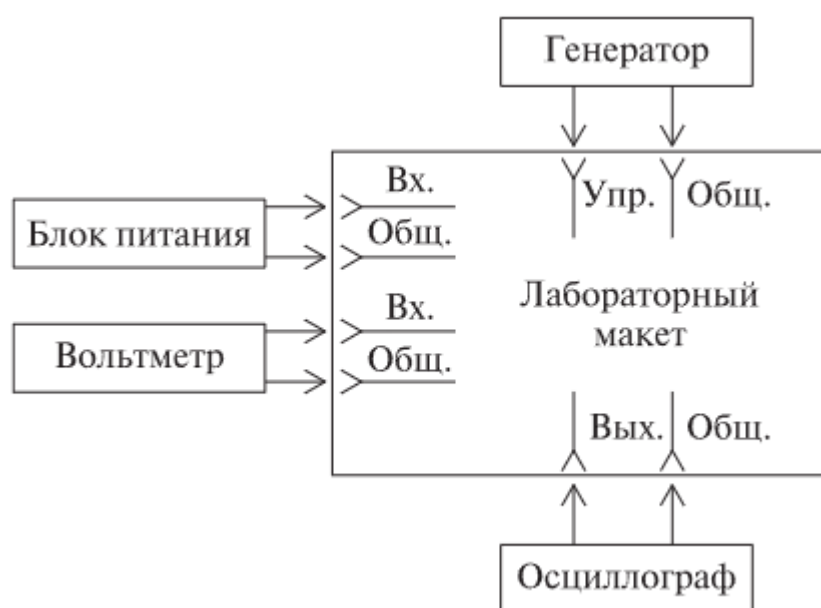 Генератор
Вх.
Упр. Общ.
Блок питания
Общ.
Лабораторный
макет
Вх.
Вольтметр
Общ.
Вых. Общ.
Осциллограф